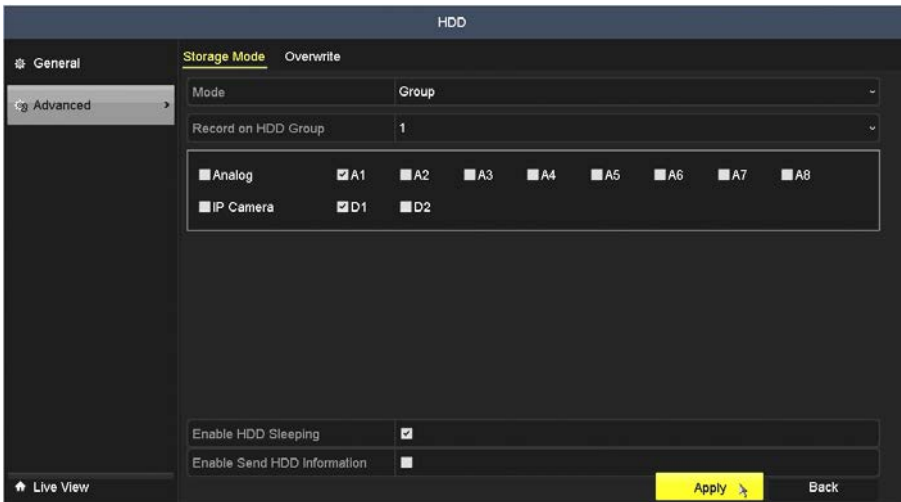 HDD
General
Advanced
Storage Mode Overwrite
Mode Group
Record on HDD Group 1
Analog A1 A2 A3 A4 A5 A6 A7 A8
IP Camera D1 D2
Enable HDD Sleeping
Enable Send HDD Information
Live View
Apply Back